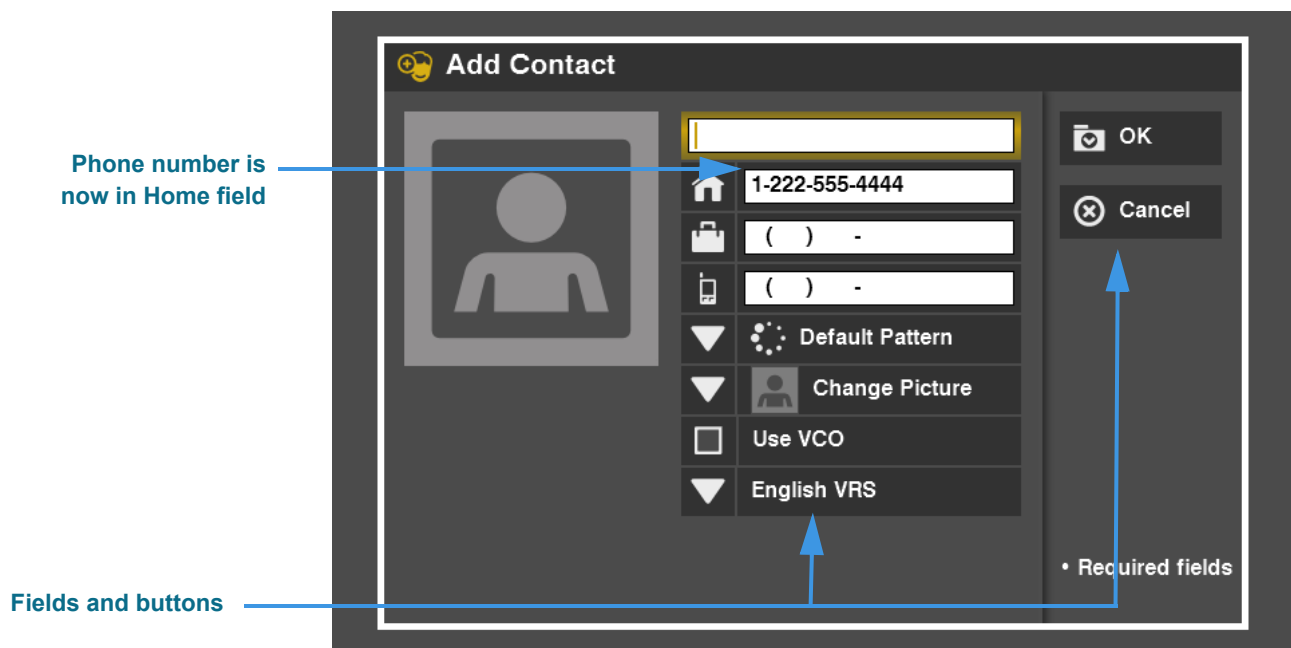 Add Contact
Phone number is
now in Home field
1-222-555-4444
( ) -
( ) -
Default Pattern
Change Picture
Use VCO
English VRS
OK
Cancel
• Required fields
Fields and buttons